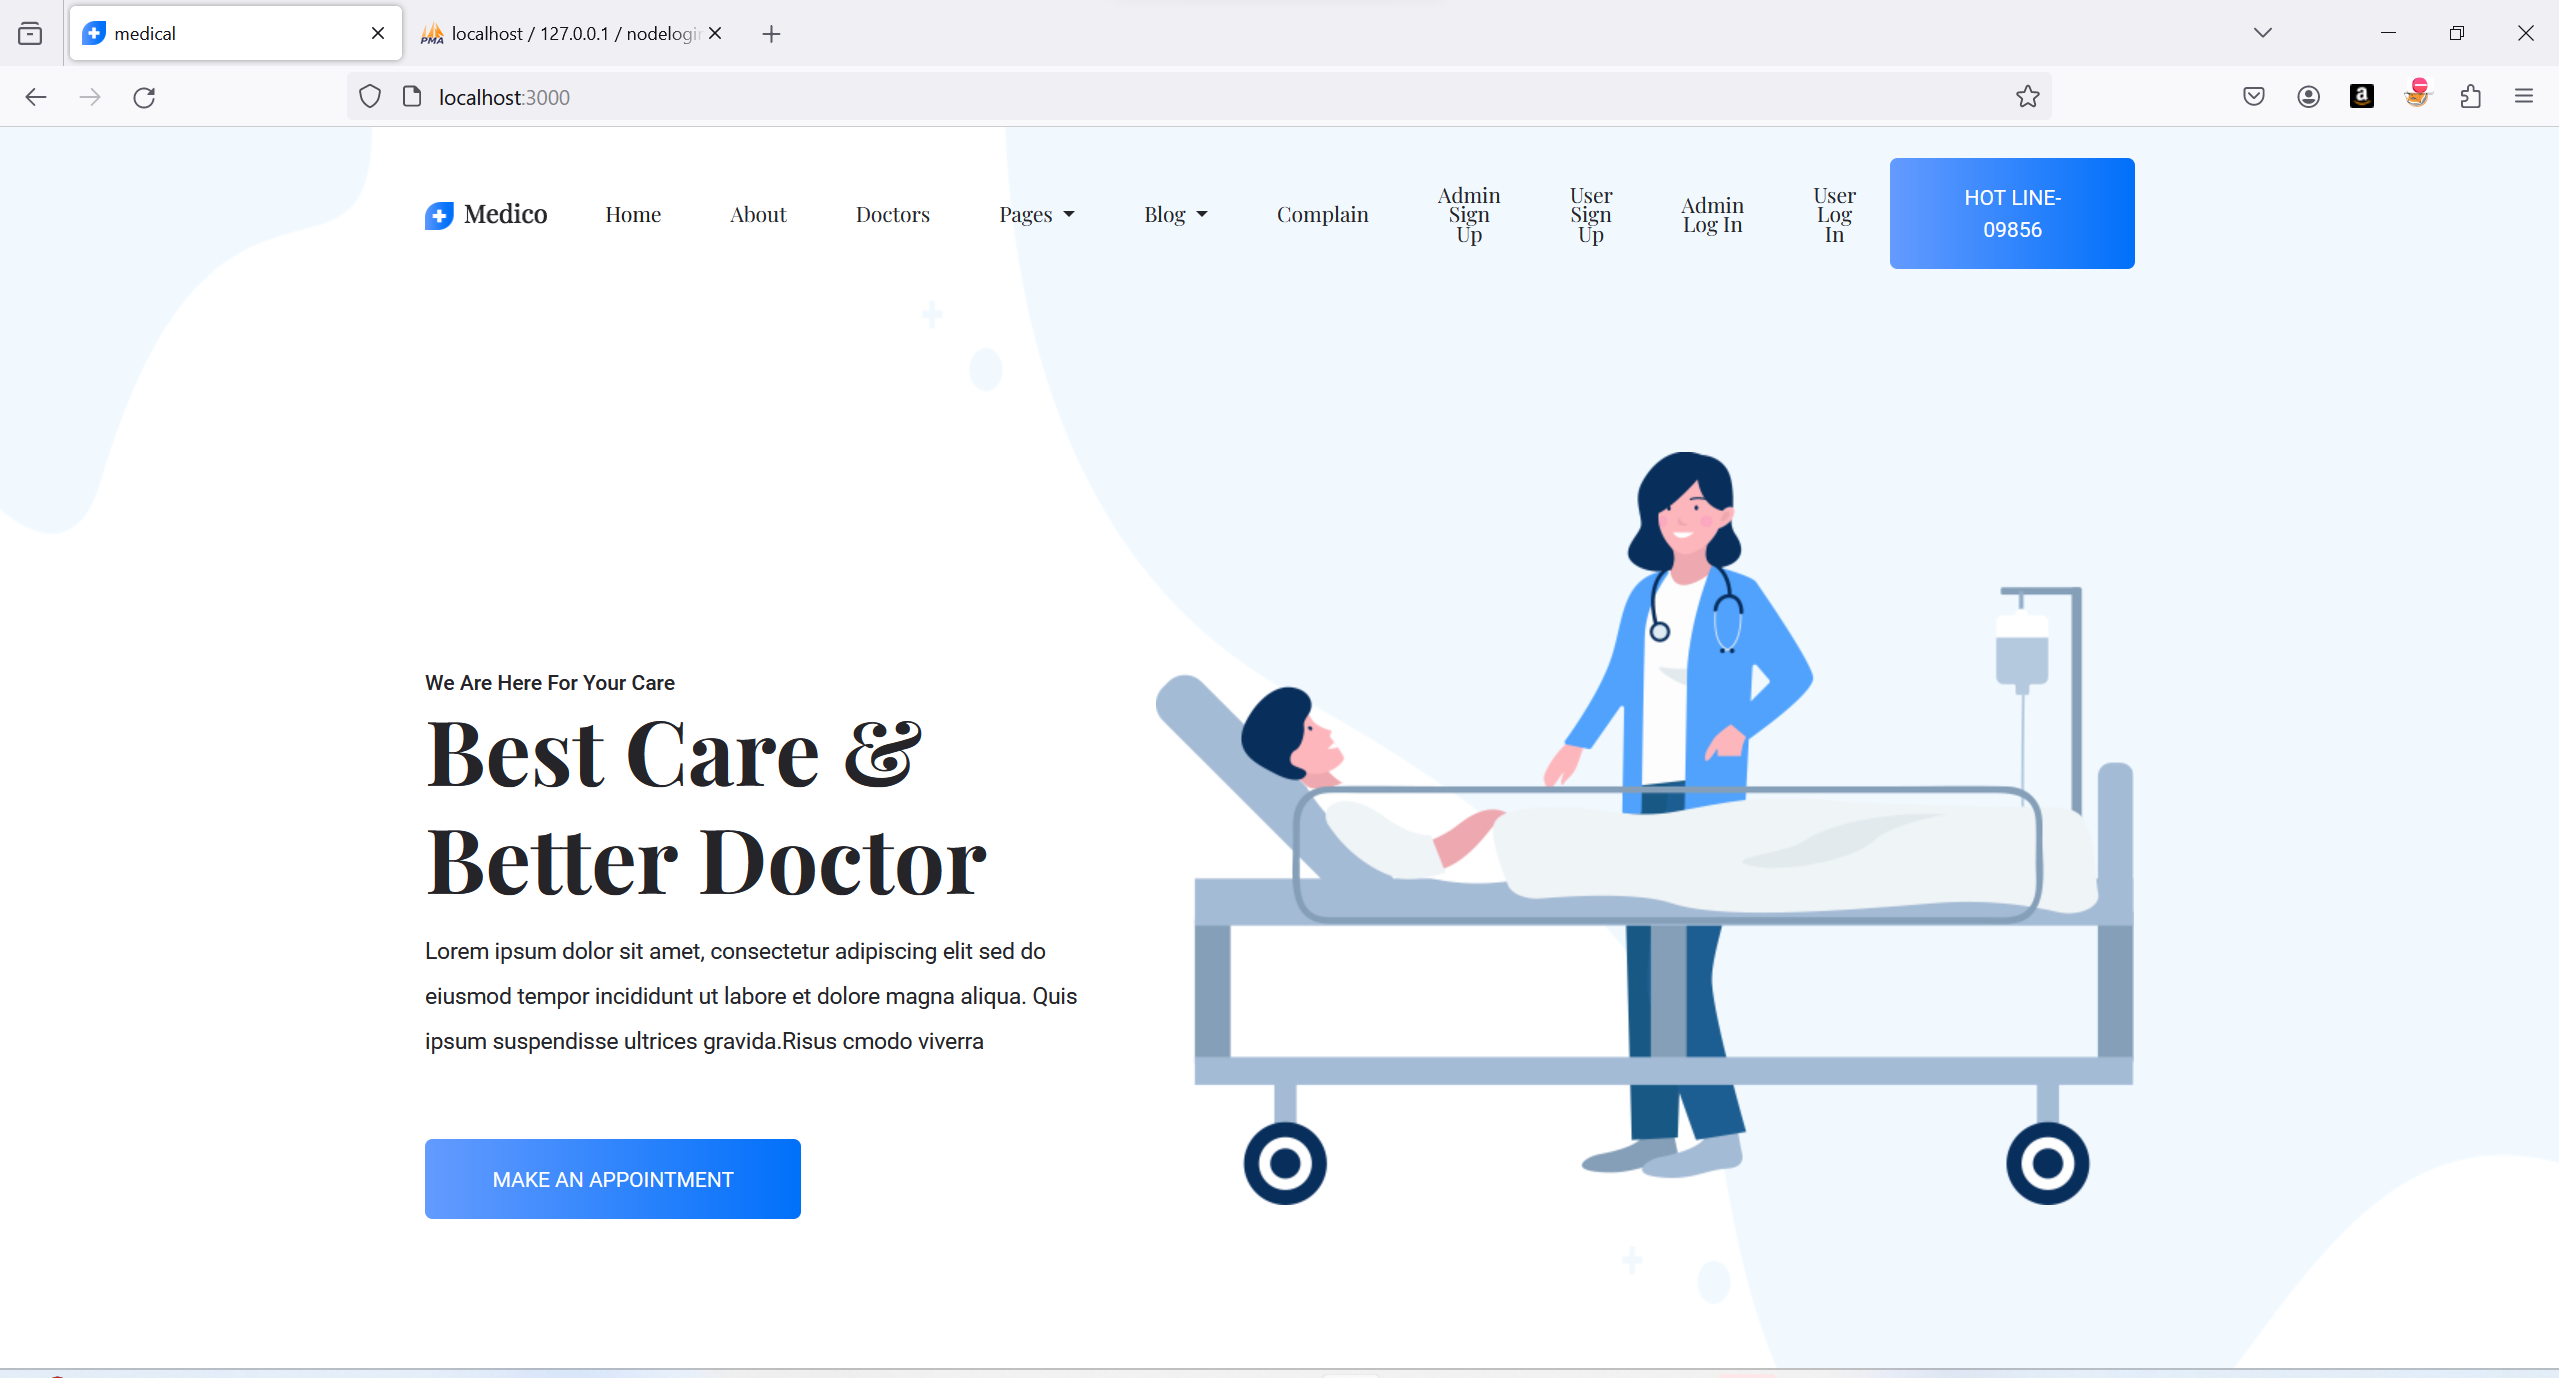 medical
localhost / 127.0.0.1 / nodelogin
localhost:3000
Medico
Home
About
Doctors
Pages
Blog
Complain
Admin
Sign
Up
User
Sign
Up
Admin
Log In
User
Log
In
HOT LINE-
09856
We Are Here For Your Care
Best Care &
Better Doctor
Lorem ipsum dolor sit amet, consectetur adipiscing elit sed do
eiusmod tempor incididunt ut labore et dolore magna aliqua. Quis
ipsum suspendisse ultrices gravida.Risus cmodo viverra
MAKE AN APPOINTMENT